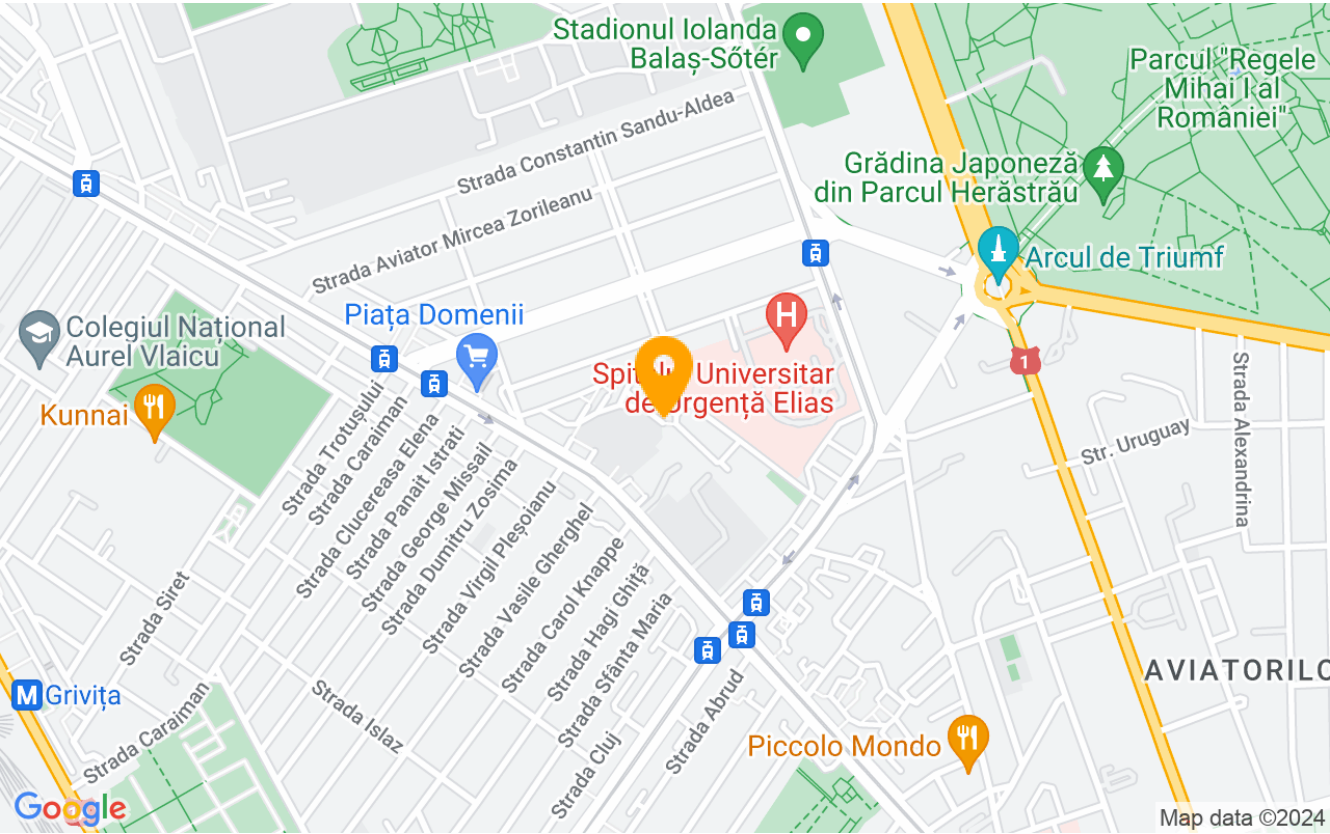 Stadionul Iolanda
Balaș-Sőtér
Parcul "Regele
Mihai I al
României"
Strada Constantin Sandu-Aldea
Grădina Japoneză
din Parcul Herăstrău
Strada Aviator Mircea Zorileanu
Arcul de Triumf
Piața Domenii
H
Colegiul Național
Aurel Vlaicu
1
Universitar
Elias
Kunnai
Strada Trotușului
Strada Caraiman
Strada Clucereasa Elena
Strada Panait Istrati
Strada George Missail
Strada Dumitru Zosima
Strada Virgil Pleșoianu
Strada Vasile Gherghel
Strada Carol Knappe
Strada Hagi Ghiță
Strada Sfânta Maria
Strada Alexandrina
Str. Uruguay
Strada Siret
M Grivița
Strada Caraiman
Strada Islaz
Strada Cluj
Strada Abrud
AVIATORILO
Piccolo Mondo
Google
Map data ©2024